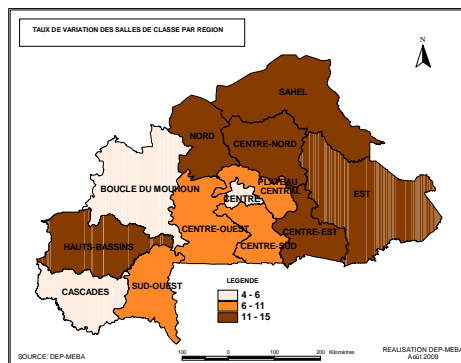 TAUX DE VARIATION DES SALLES DE CLASSE PAR REGION
N
SAHEL
NORD
CENTRE-NORD
BOUCLE DU MOUHOUN
PLATEAU
CENTRAL
CENTRE
EST
CENTRE-OUEST
CENTRE-EST
CENTRE-SUD
HAUTS-BASSINS
CASCADES
SUD-OUEST
LEGENDE
4 - 6
6 - 11
11 - 15
100 0 100 200 Kilomètres
SOURCE: DEP-MEBA
REALISATION DEP-MEBA
Août 2009